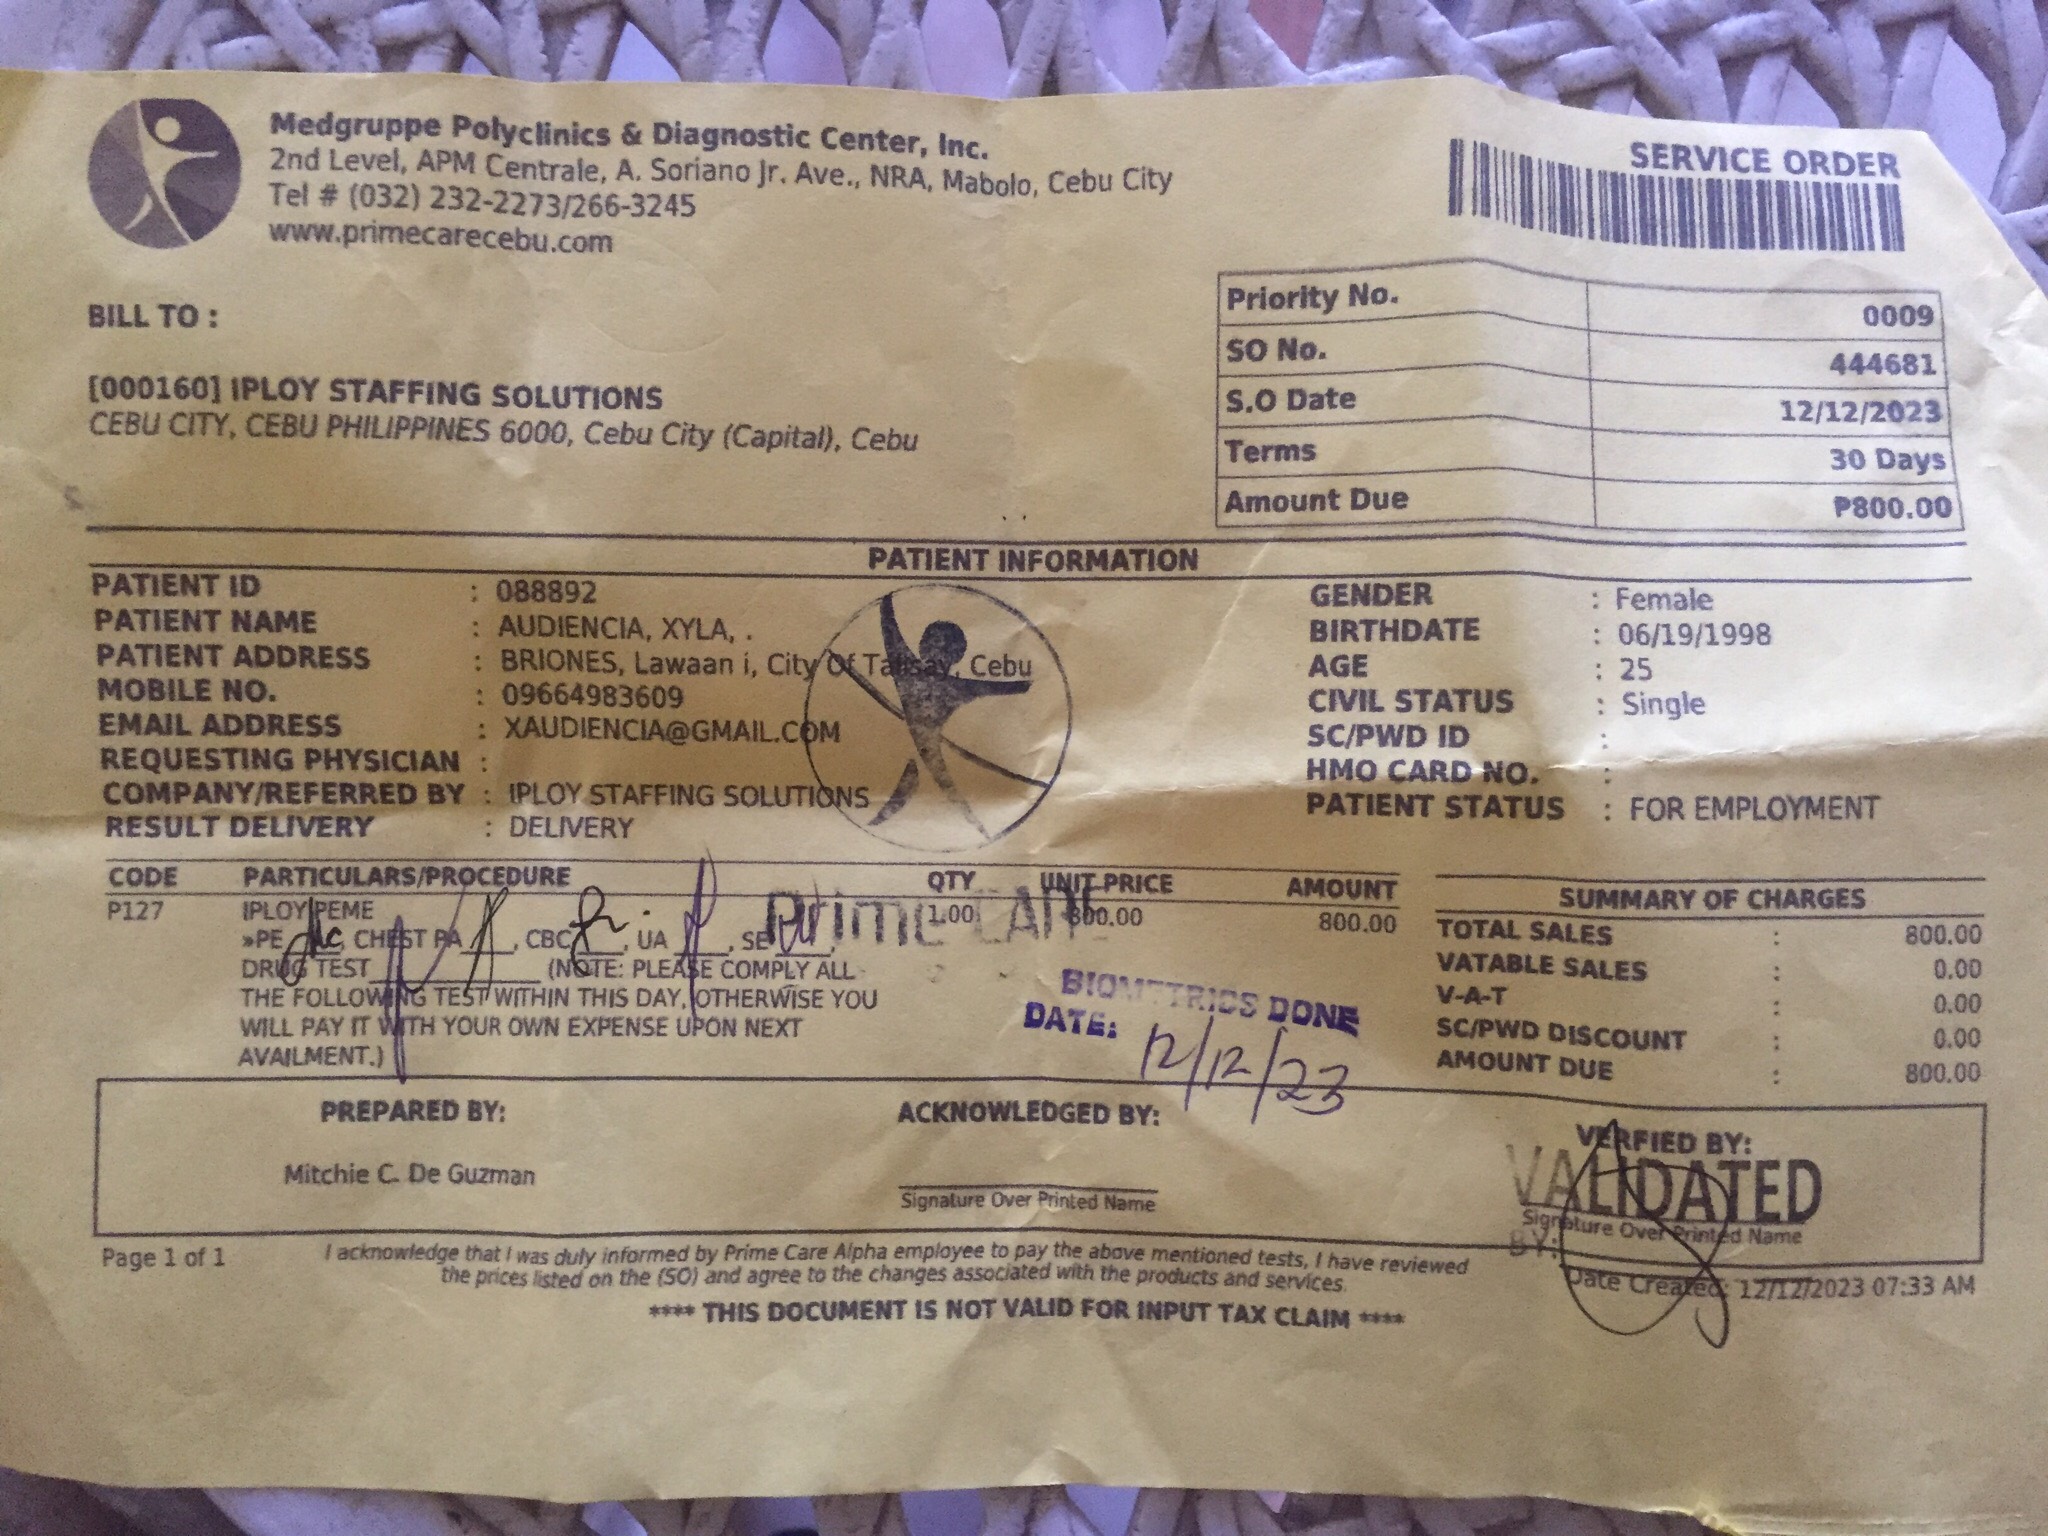 Medgruppe Polyclinics & Diagnostic Center, Inc.
2nd Level, APM Centrale, A. Soriano Jr. Ave., NRA, Mabolo, Cebu City
Tel # (032) 232-2273/266-3245
www.primecarecebu.com
SERVICE ORDER
BILL TO :
[000160] IPLOY STAFFING SOLUTIONS
CEBU CITY, CEBU PHILIPPINES 6000, Cebu City (Capital), Cebu
Priority No. 0009
SO No. 444681
S.O Date 12/12/2023
Terms 30 Days
Amount Due ₱800.00
PATIENT INFORMATION
PATIENT ID : 088892
PATIENT NAME : AUDIENCIA, XYLA, .
PATIENT ADDRESS : BRIONES, Lawaan i, City Of Talisay, Cebu
MOBILE NO. : 09664983609
EMAIL ADDRESS : XAUDIENCIA@GMAIL.COM
REQUESTING PHYSICIAN :
COMPANY/REFERRED BY : IPLOY STAFFING SOLUTIONS
RESULT DELIVERY : DELIVERY
GENDER : Female
BIRTHDATE : 06/19/1998
AGE : 25
CIVIL STATUS : Single
SC/PWD ID :
HMO CARD NO. :
PATIENT STATUS : FOR EMPLOYMENT
CODE PARTICULARS/PROCEDURE QTY UNIT PRICE AMOUNT
P127 IPLOY PEME 1.00 800.00 800.00
»PE , CHEST PA , CBC , UA , SE ,
DRUG TEST (NOTE: PLEASE COMPLY ALL
THE FOLLOWING TEST WITHIN THIS DAY, OTHERWISE YOU
WILL PAY IT WITH YOUR OWN EXPENSE UPON NEXT
AVAILMENT.)
Prime CARE
BIOMETRICS DONE
DATE: 12/12/23
SUMMARY OF CHARGES
TOTAL SALES : 800.00
VATABLE SALES : 0.00
V-A-T : 0.00
SC/PWD DISCOUNT : 0.00
AMOUNT DUE : 800.00
PREPARED BY:
Mitchie C. De Guzman
ACKNOWLEDGED BY:
Signature Over Printed Name
VERFIED BY:
VALIDATED
Signature Over Printed Name
BY:
Page 1 of 1
I acknowledge that I was duly informed by Prime Care Alpha employee to pay the above mentioned tests, I have reviewed
the prices listed on the (SO) and agree to the changes associated with the products and services.
Date Created: 12/12/2023 07:33 AM
**** THIS DOCUMENT IS NOT VALID FOR INPUT TAX CLAIM ****